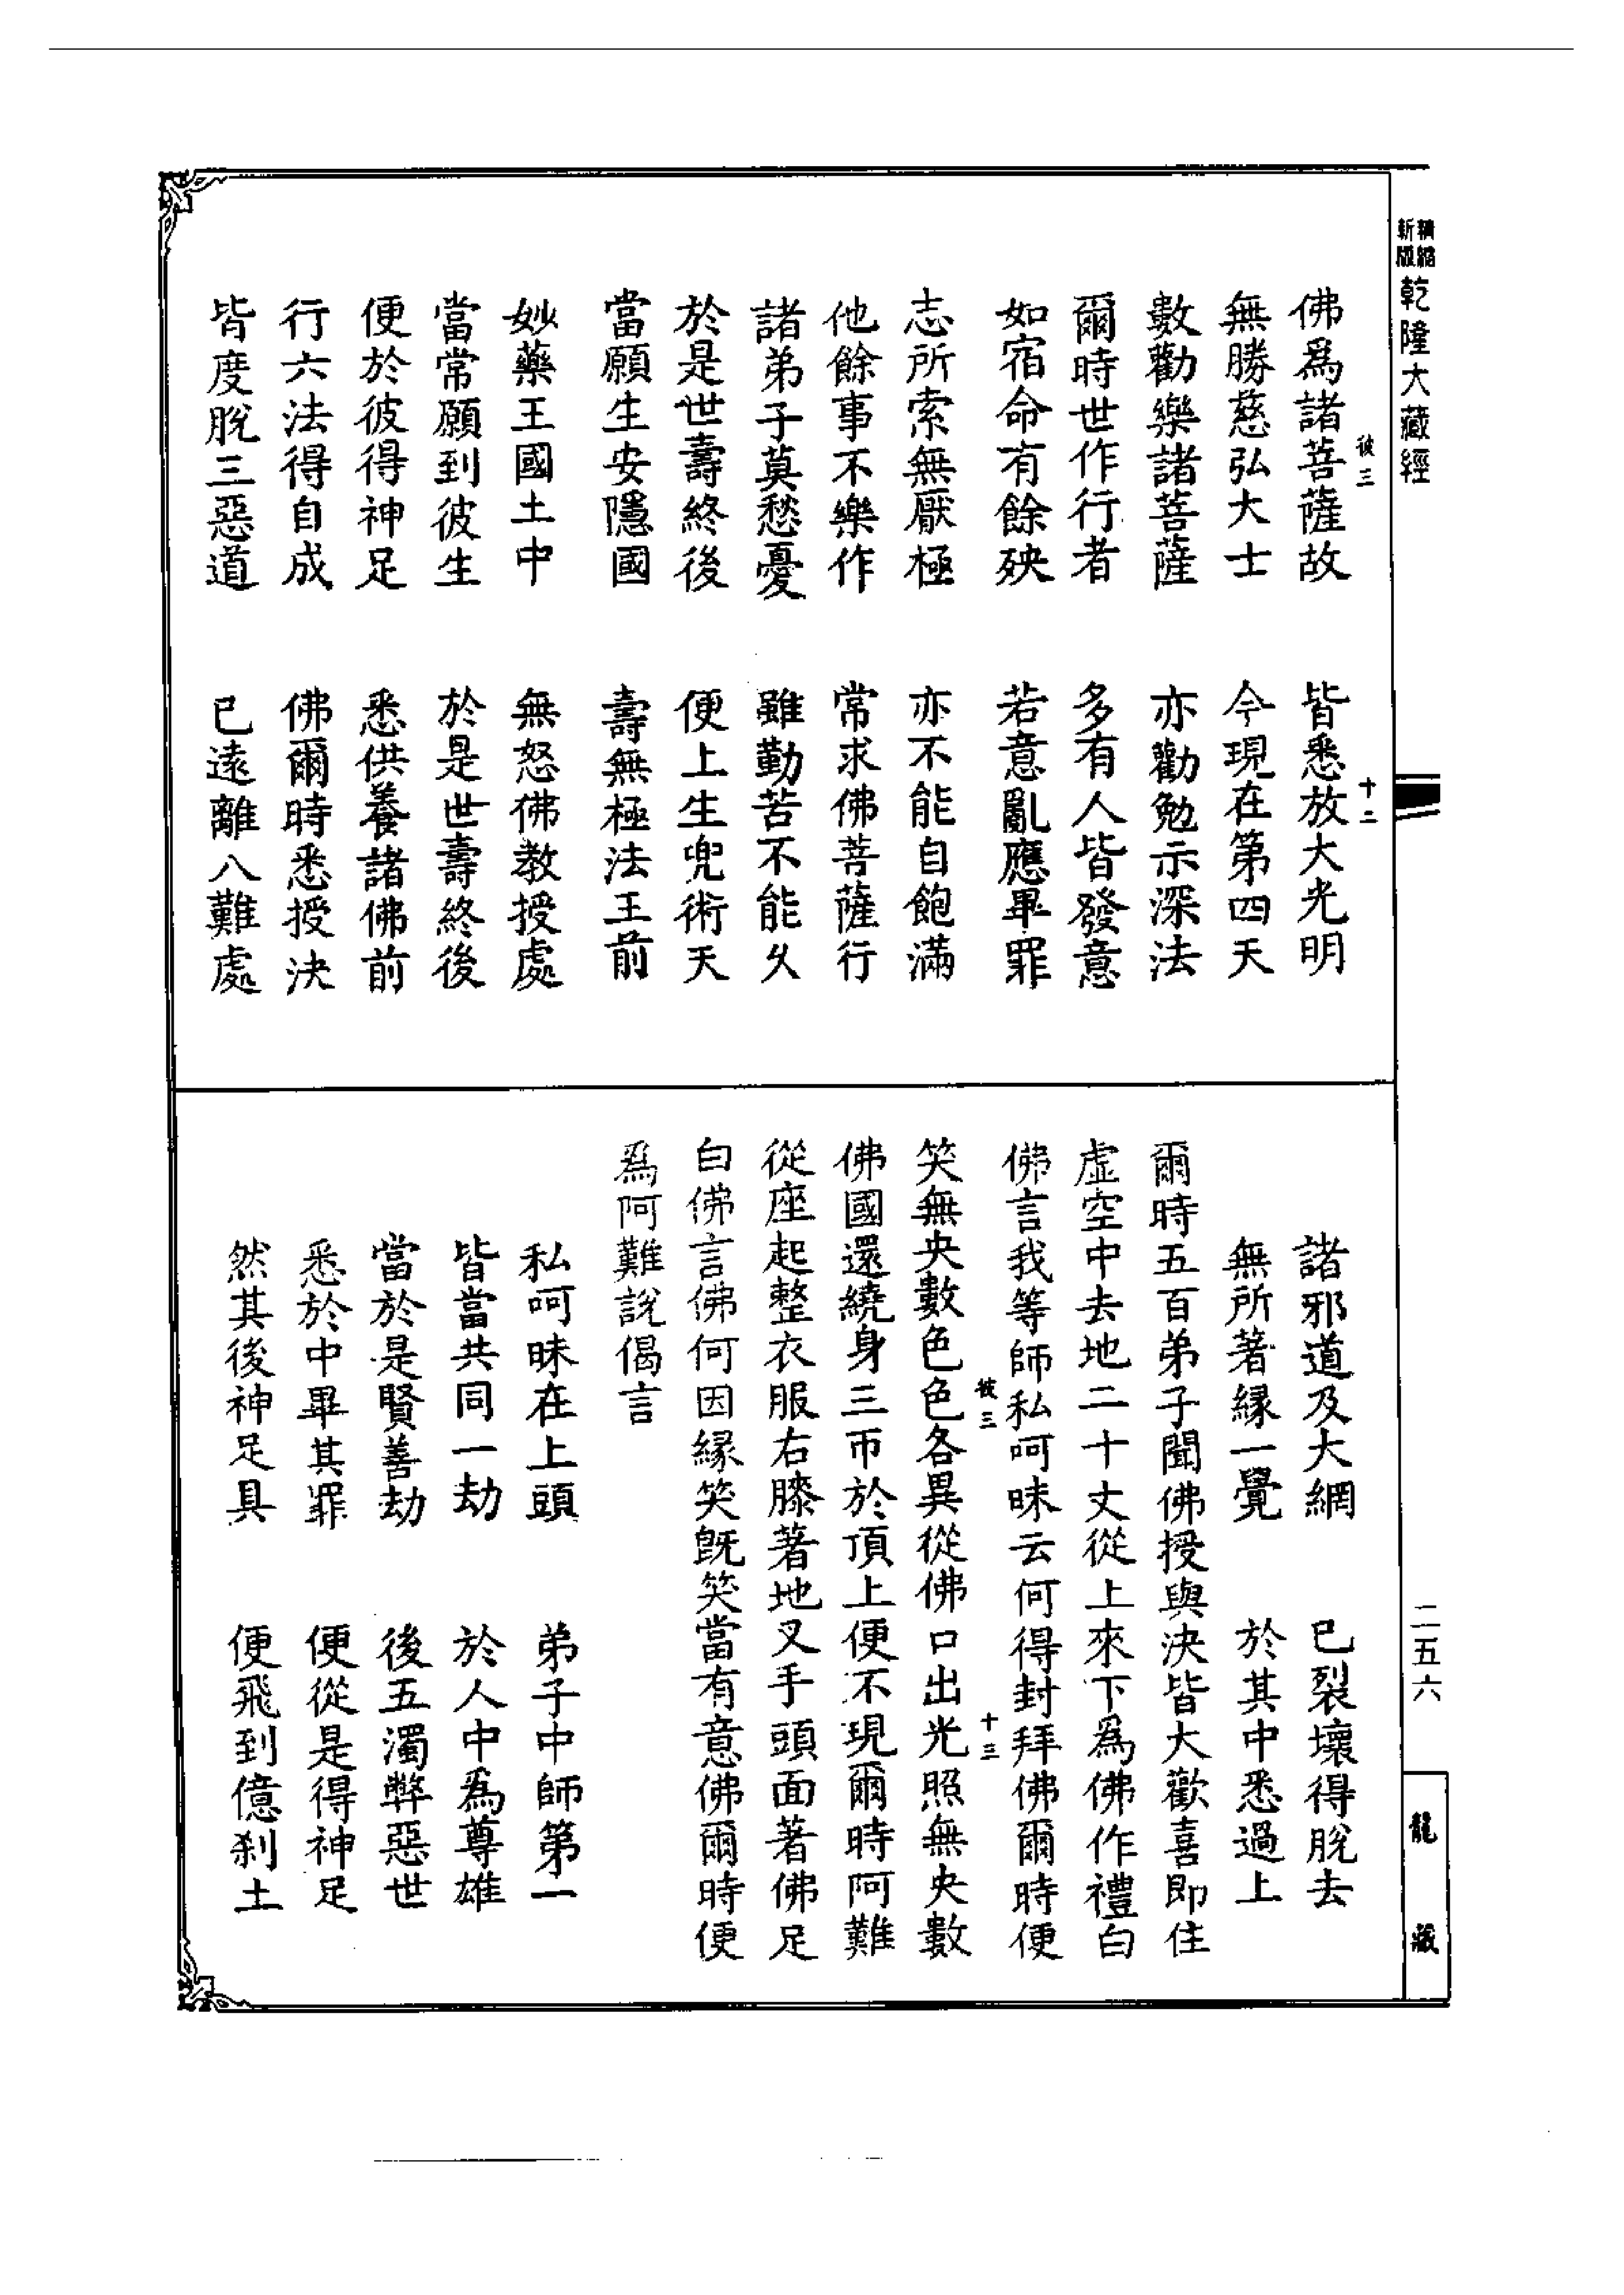 精縮
新版
乾隆大藏經
彼三
十二
佛爲諸菩薩故　皆悉放大光明
無勝慈弘大士　今現在第四天
數勸樂諸菩薩　亦勸勉示深法
爾時世作行者　多有人皆發意
如宿命有餘殃　若意亂應畢罪
志所索無厭極　亦不能自飽滿
他餘事不樂作　常求佛菩薩行
諸弟子莫愁憂　雖勤苦不能久
於是世壽終後　便上生兜術天
當願生安隱國　壽無極法王前
妙藥王國土中　無怒佛教授處
當常願到彼生　於是世壽終後
便於彼得神足　悉供養諸佛前
行六法得自成　佛爾時悉授決
皆度脫三惡道　已遠離八難處
諸邪道及大網　已裂壞得脫去
無所著緣一覺　於其中悉過上
爾時五百弟子聞佛授與決皆大歡喜即住
虛空中去地二十丈從上來下爲佛作禮白
佛言我等師私呵昧云何得封拜佛爾時便
彼三
十三
笑無央數色色各異從佛口出光照無央數
佛國還繞身三帀於頂上便不現爾時阿難
從座起整衣服右膝著地叉手頭面著佛足
白佛言佛何因緣笑旣笑當有意佛爾時便
爲阿難說偈言
私呵昧在上頭　弟子中師第一
皆當共同一劫　於人中爲尊雄
當於是賢善劫　後五濁弊惡世
悉於中畢其罪　便從是得神足
然其後神足具　便飛到億刹土
二五六
龍藏